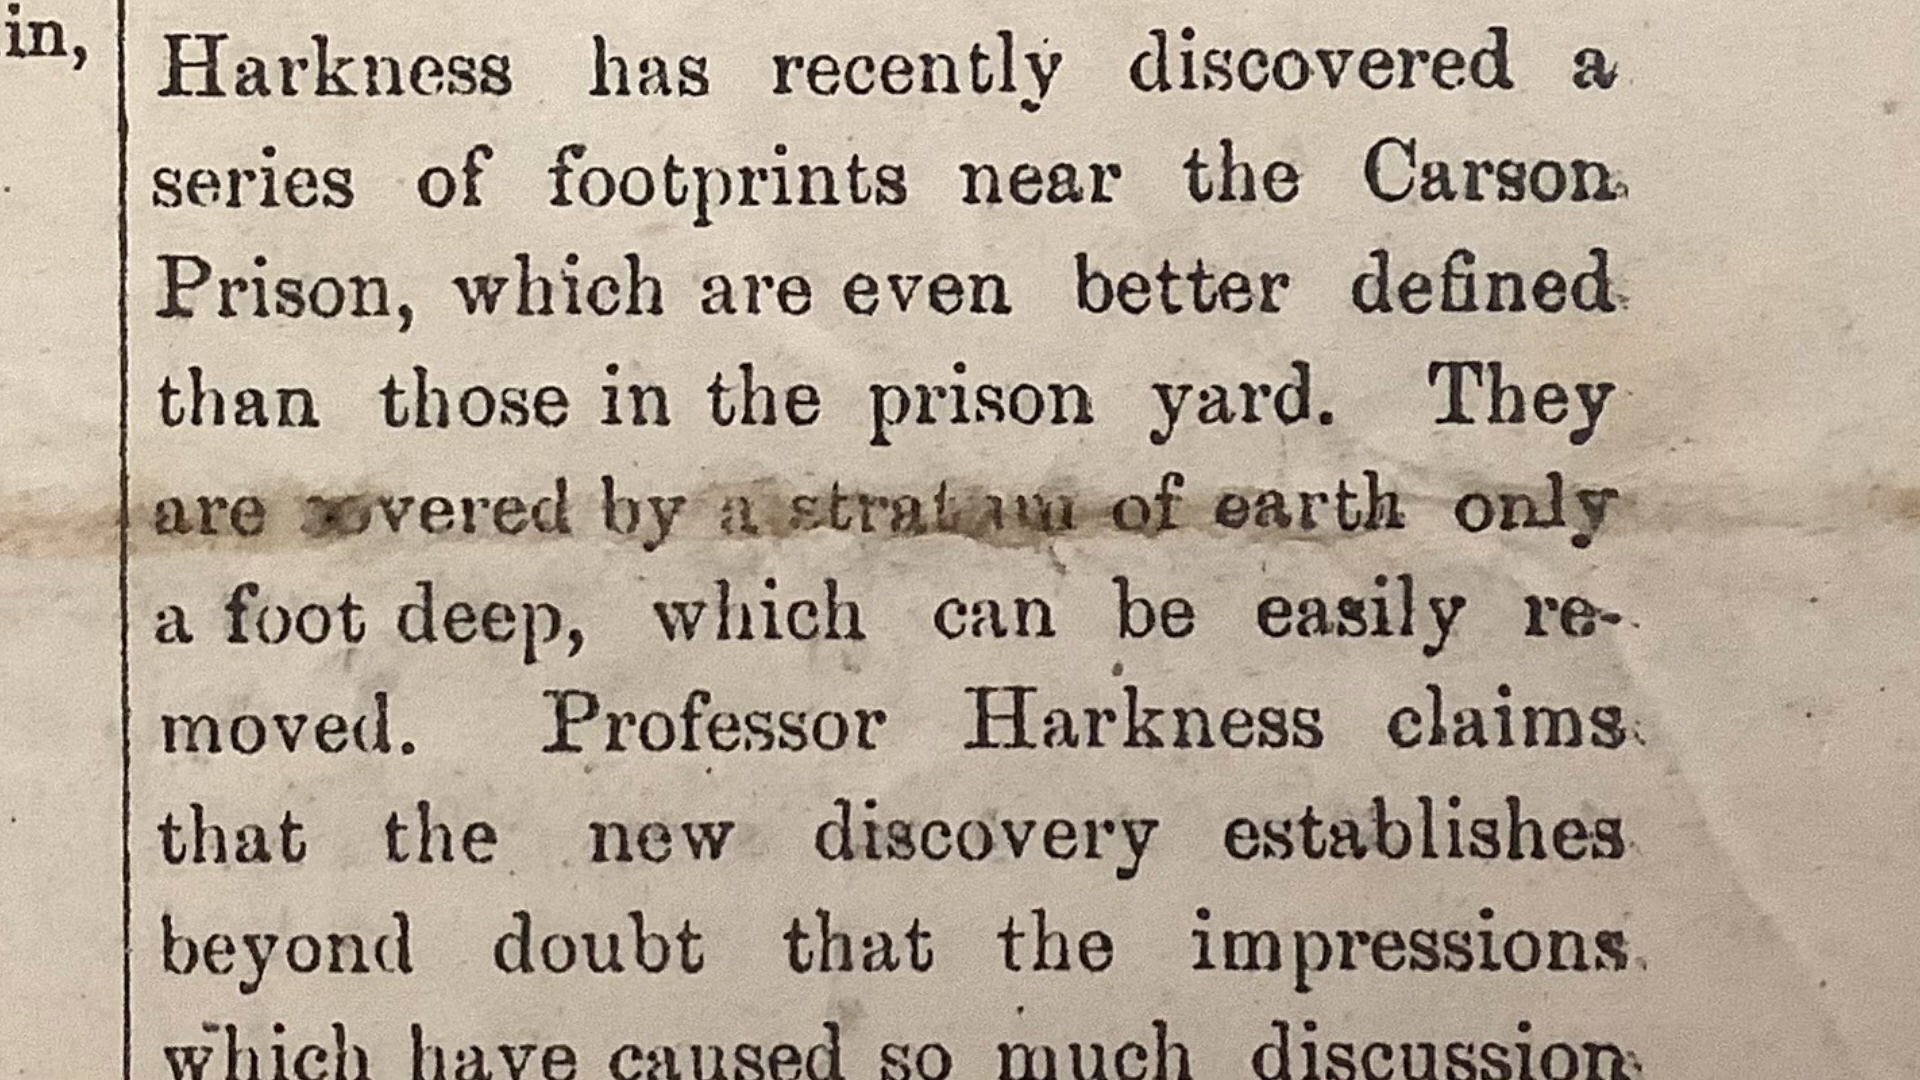 in,
Harkness has recently discovered a
series of footprints near the Carson
Prison, which are even better defined
than those in the prison yard. They
are covered by a stratum of earth only
a foot deep, which can be easily re-
moved. Professor Harkness claims
that the new discovery establishes
beyond doubt that the impressions
which have caused so much discussion